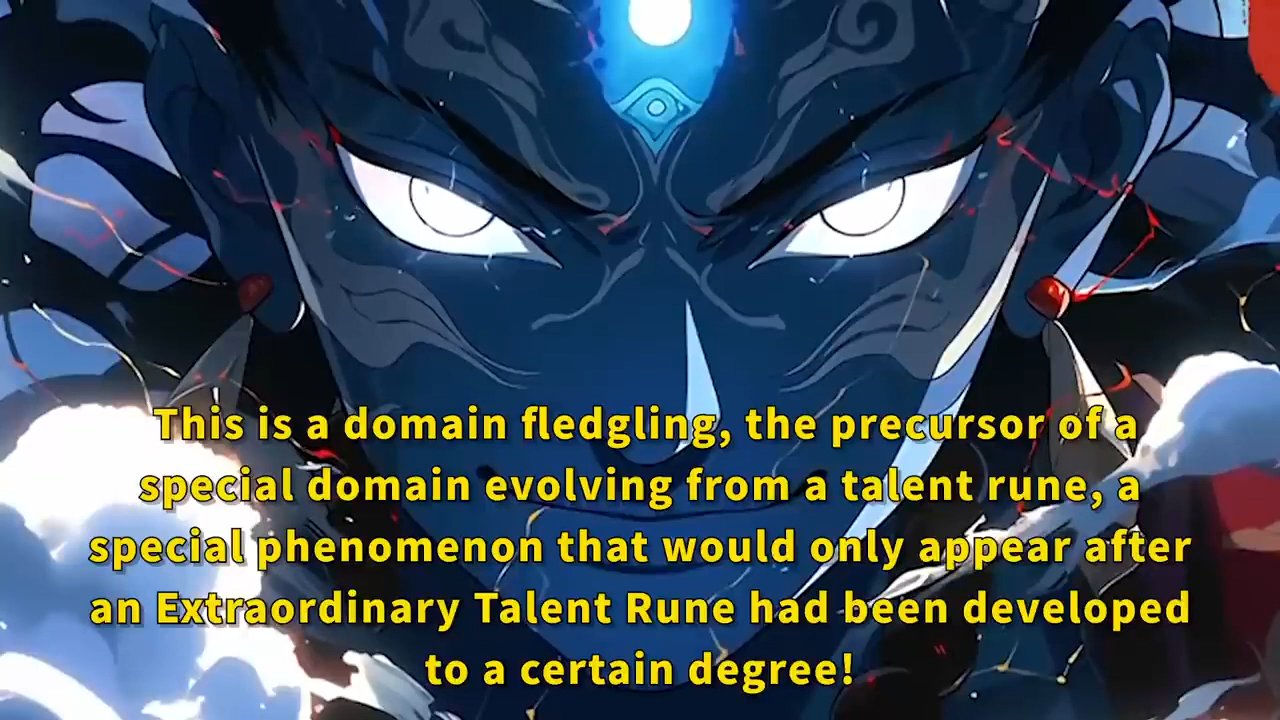 This is a domain fledgling, the precursor of a
special domain evolving from a talent rune, a
special phenomenon that would only appear after
an Extraordinary Talent Rune had been developed
to a certain degree!